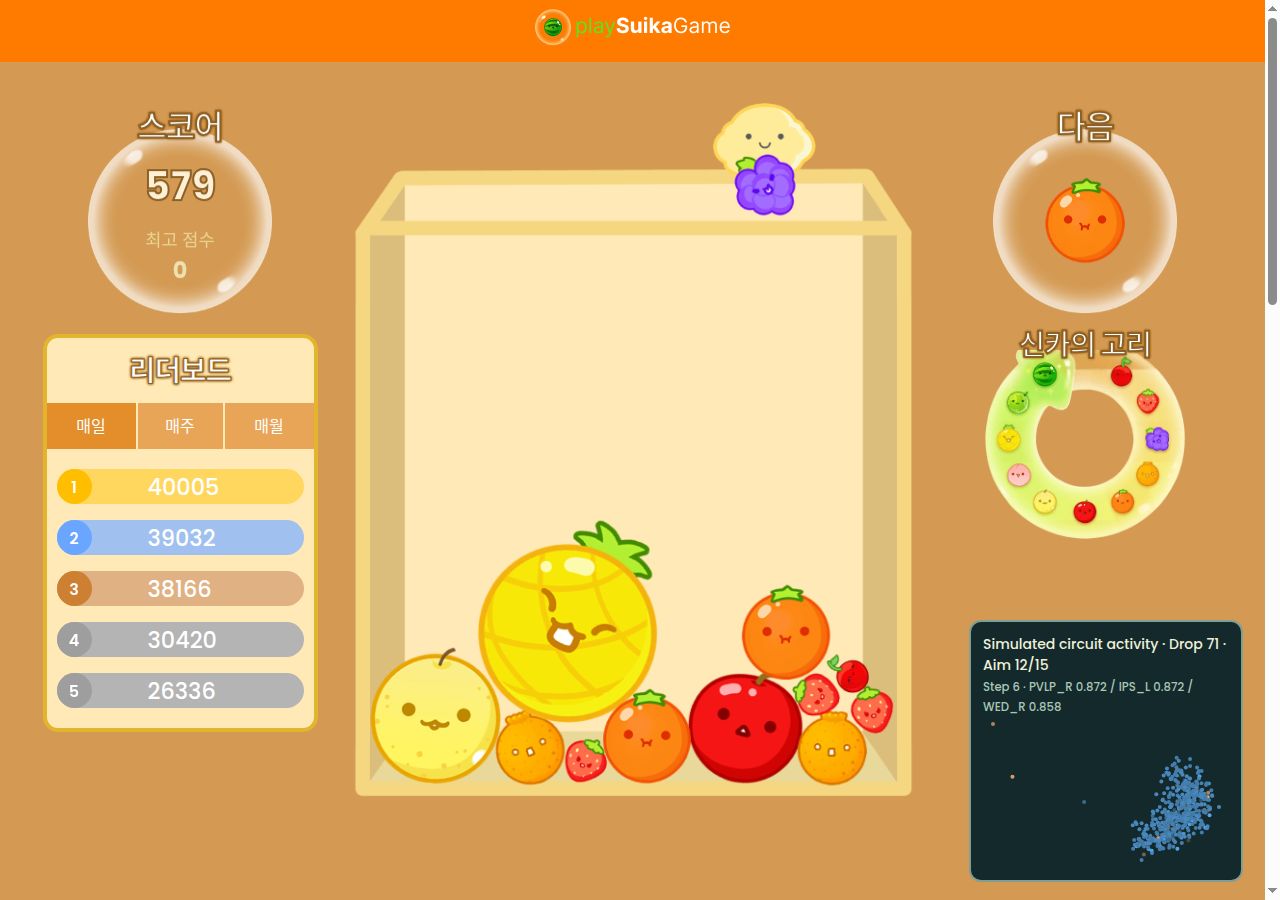 playSuikaGame
스코어
579
최고 점수
0
리더보드
매일
매주
매월
1
40005
2
39032
3
38166
4
30420
5
26336
다음
신카의 고리
Simulated circuit activity · Drop 71 ·
Aim 12/15
Step 6 · PVLP_R 0.872 / IPS_L 0.872 /
WED_R 0.858